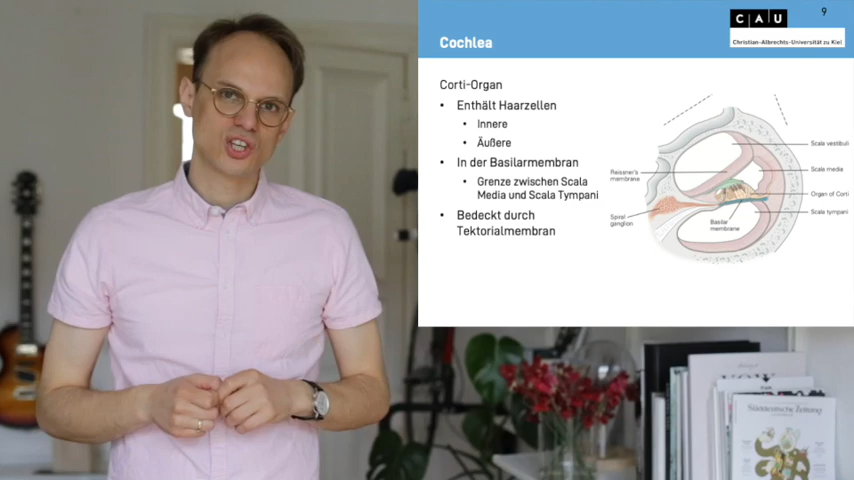 9
CAU
Christian-Albrechts-Universität zu Kiel
Cochlea
Corti-Organ
• Enthält Haarzellen
• Innere
• Äußere
• In der Basilarmembran
• Grenze zwischen Scala
Media und Scala Tympani
• Bedeckt durch
Tektorialmembran
Scala vestibuli
Scala media
Reissner's
membrane
Organ of Corti
Scala tympani
Spiral
ganglion
Basilar
membrane
Süddeutsche Zeitung